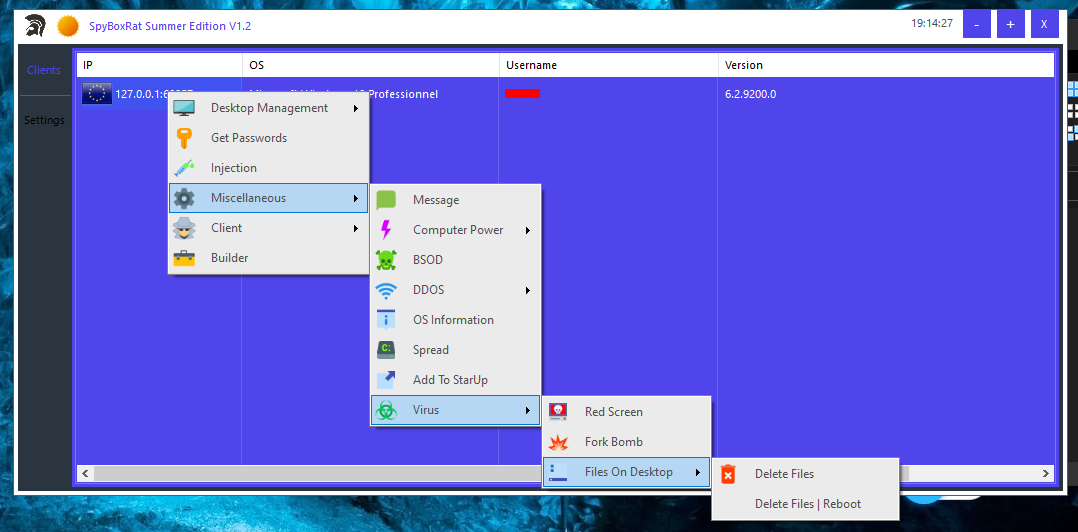 SpyBoxRat Summer Edition V1.2
19:14:27
- + X
Clients
Settings
IP OS Username Version
127.0.0.1: Professionnel 6.2.9200.0
Desktop Management
Get Passwords
Injection
Miscellaneous
Client
Builder
Message
Computer Power
BSOD
DDOS
OS Information
C:
Spread
Add To StarUp
Virus
Red Screen
Fork Bomb
Files On Desktop
Delete Files
Delete Files | Reboot